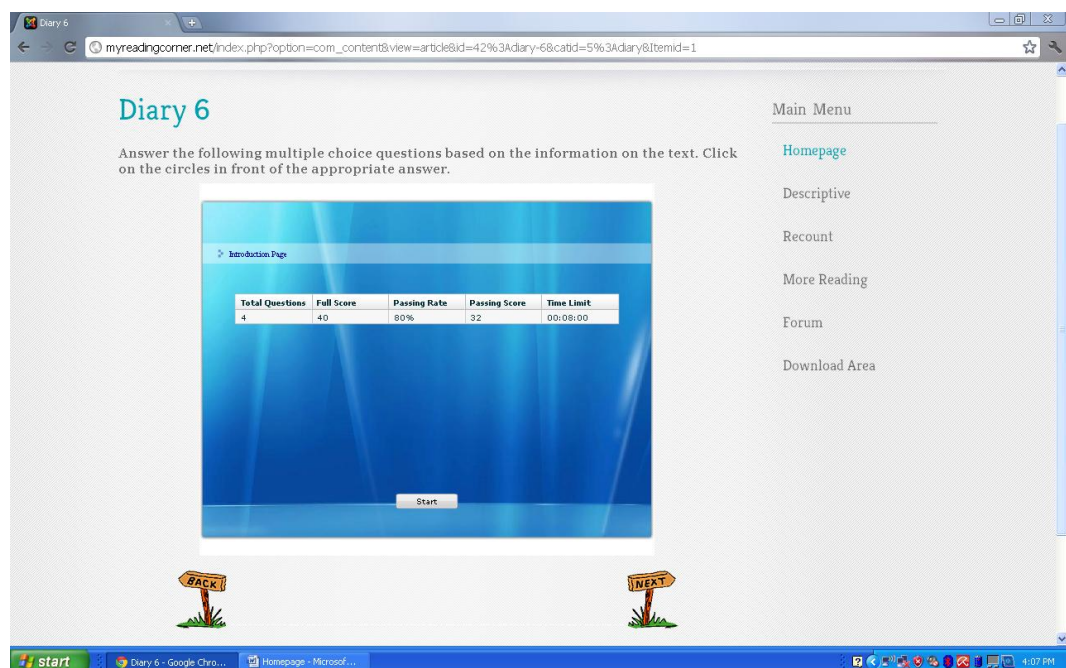 Diary 6
myreadingcorner.net/index.php?option=com_content&view=article&id=42%3Adiary-6&catid=5%3Adiary&Itemid=1
Diary 6
Answer the following multiple choice questions based on the information on the text. Click
on the circles in front of the appropriate answer.
Introduction Page
Total Questions Full Score Passing Rate Passing Score Time Limit
4 40 80% 32 00:08:00
Start
BACK
NEXT
Main Menu
Homepage
Descriptive
Recount
More Reading
Forum
Download Area
start
Diary 6 - Google Chro...
Homepage - Microsof...
4:07 PM